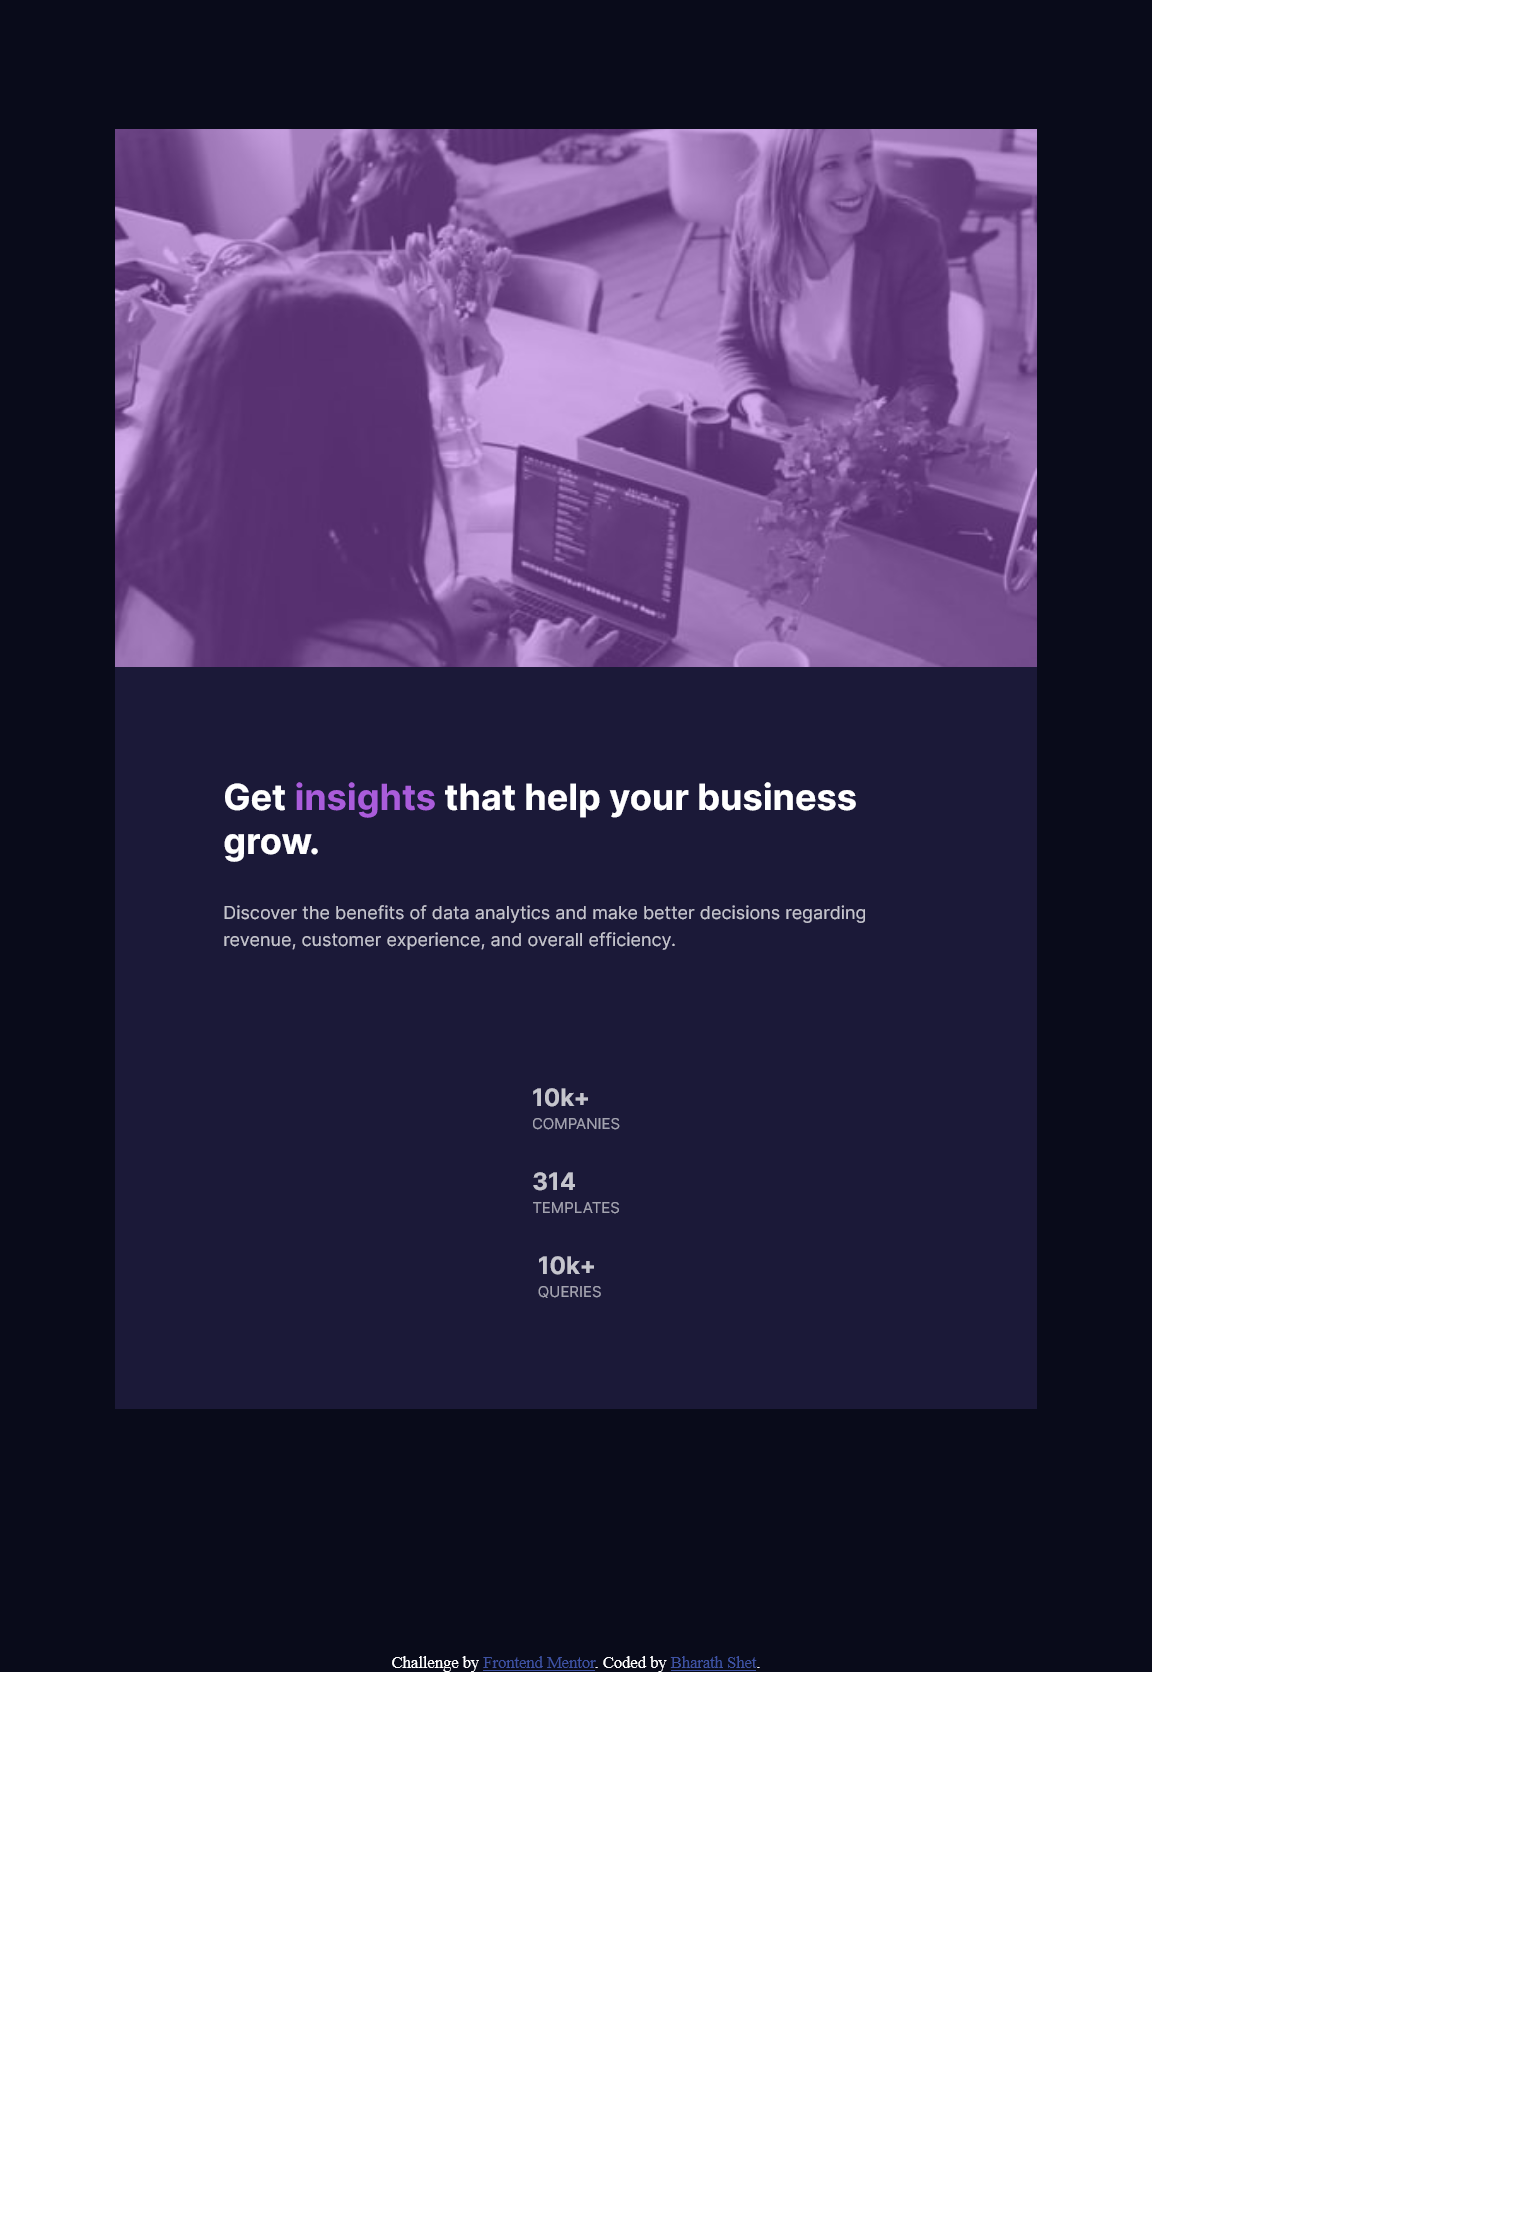 Get insights that help your business
grow.
Discover the benefits of data analytics and make better decisions regarding
revenue, customer experience, and overall efficiency.
10k+
COMPANIES
314
TEMPLATES
10k+
QUERIES
Challenge by Frontend Mentor. Coded by Bharath Shet.